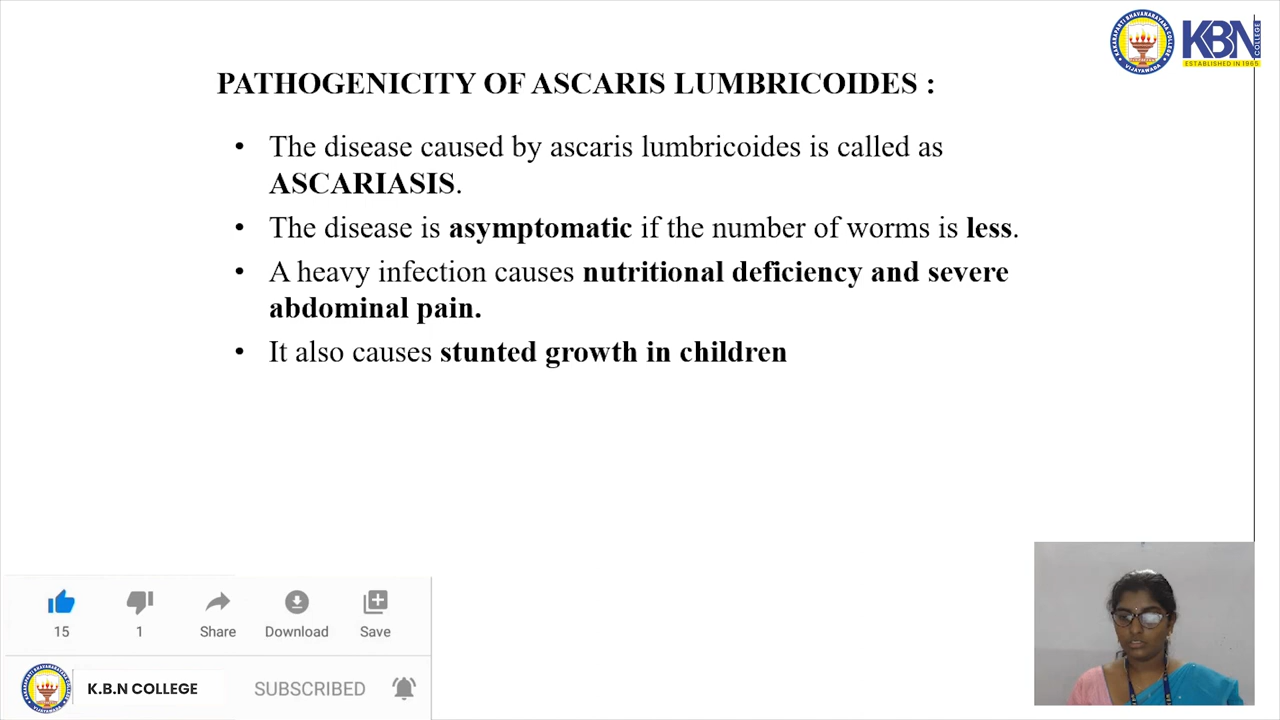 KBN
COLLEGE
ESTABLISHED IN 1965
PATHOGENICITY OF ASCARIS LUMBRICOIDES :
• The disease caused by ascaris lumbricoides is called as
ASCARIASIS.
• The disease is asymptomatic if the number of worms is less.
• A heavy infection causes nutritional deficiency and severe
abdominal pain.
• It also causes stunted growth in children
15
1
Share
Download
Save
K.B.N COLLEGE
SUBSCRIBED